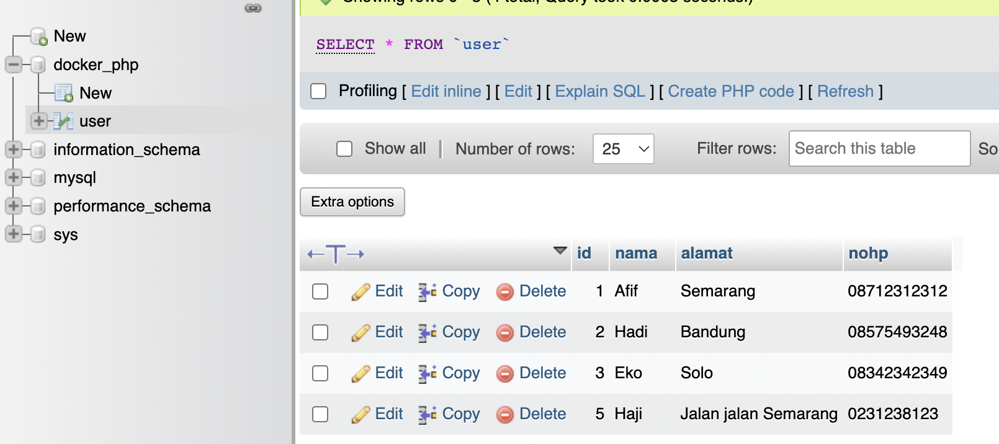 New
docker_php
New
user
information_schema
mysql
performance_schema
sys
SELECT * FROM `user`
Profiling [ Edit inline ] [ Edit ] [ Explain SQL ] [ Create PHP code ] [ Refresh ]
Show all | Number of rows: 25 Filter rows: Search this table So
Extra options
id nama alamat nohp
Edit Copy Delete 1 Afif Semarang 08712312312
Edit Copy Delete 2 Hadi Bandung 08575493248
Edit Copy Delete 3 Eko Solo 08342342349
Edit Copy Delete 5 Haji Jalan jalan Semarang 0231238123